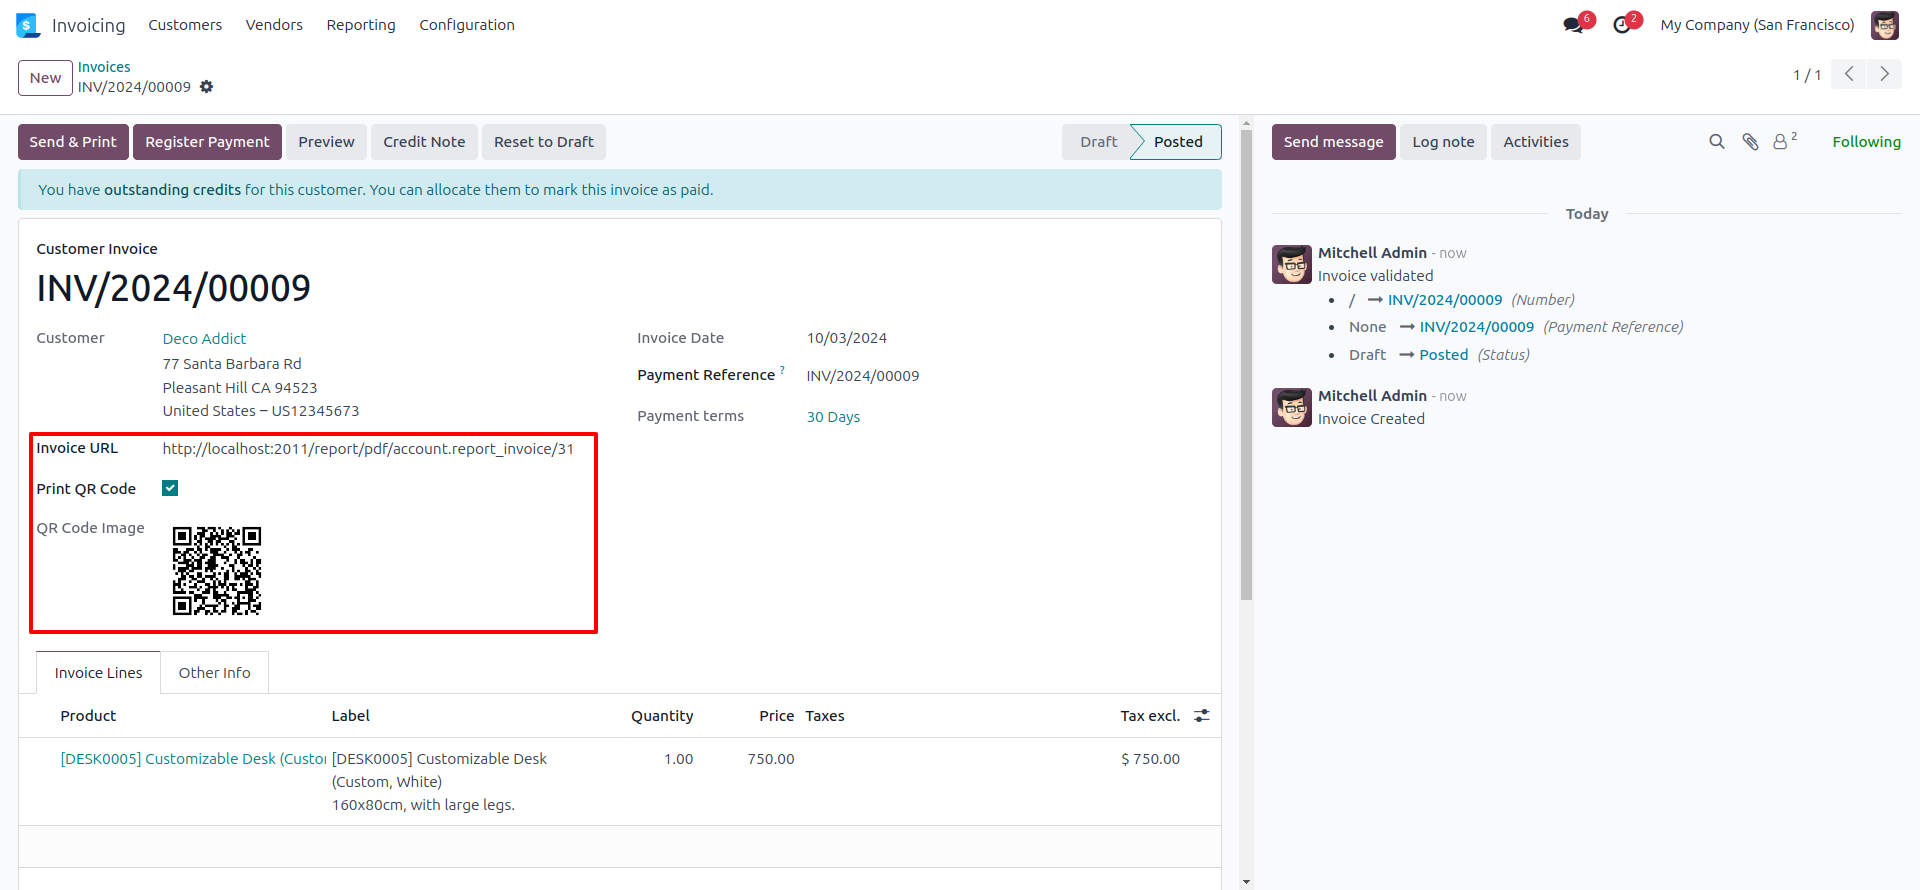 Invoicing
Customers
Vendors
Reporting
Configuration
6
2
My Company (San Francisco)
New
Invoices
INV/2024/00009
1 / 1
Send & Print
Register Payment
Preview
Credit Note
Reset to Draft
Draft
Posted
Send message
Log note
Activities
2
Following
You have outstanding credits for this customer. You can allocate them to mark this invoice as paid.
Customer Invoice
INV/2024/00009
Customer
Deco Addict
77 Santa Barbara Rd
Pleasant Hill CA 94523
United States – US12345673
Invoice Date
10/03/2024
Payment Reference ?
INV/2024/00009
Payment terms
30 Days
Invoice URL
http://localhost:2011/report/pdf/account.report_invoice/31
Print QR Code
QR Code Image
Invoice Lines
Other Info
Product
Label
Quantity
Price
Taxes
Tax excl.
[DESK0005] Customizable Desk (Custo
[DESK0005] Customizable Desk
(Custom, White)
160x80cm, with large legs.
1.00
750.00
$ 750.00
Today
Mitchell Admin - now
Invoice validated
/ → INV/2024/00009 (Number)
None → INV/2024/00009 (Payment Reference)
Draft → Posted (Status)
Mitchell Admin - now
Invoice Created